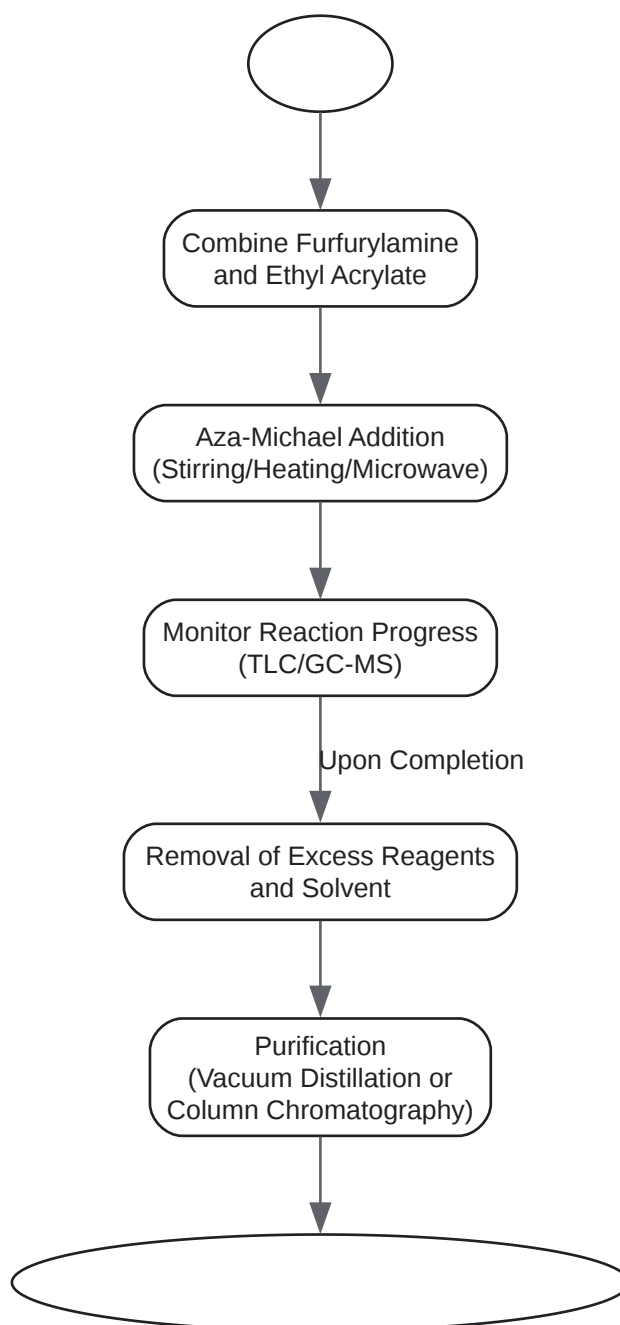 Combine Furfurylamine
and Ethyl Acrylate
Aza-Michael Addition
(Stirring/Heating/Microwave)
Monitor Reaction Progress
(TLC/GC-MS)
Upon Completion
Removal of Excess Reagents
and Solvent
Purification
(Vacuum Distillation or
Column Chromatography)